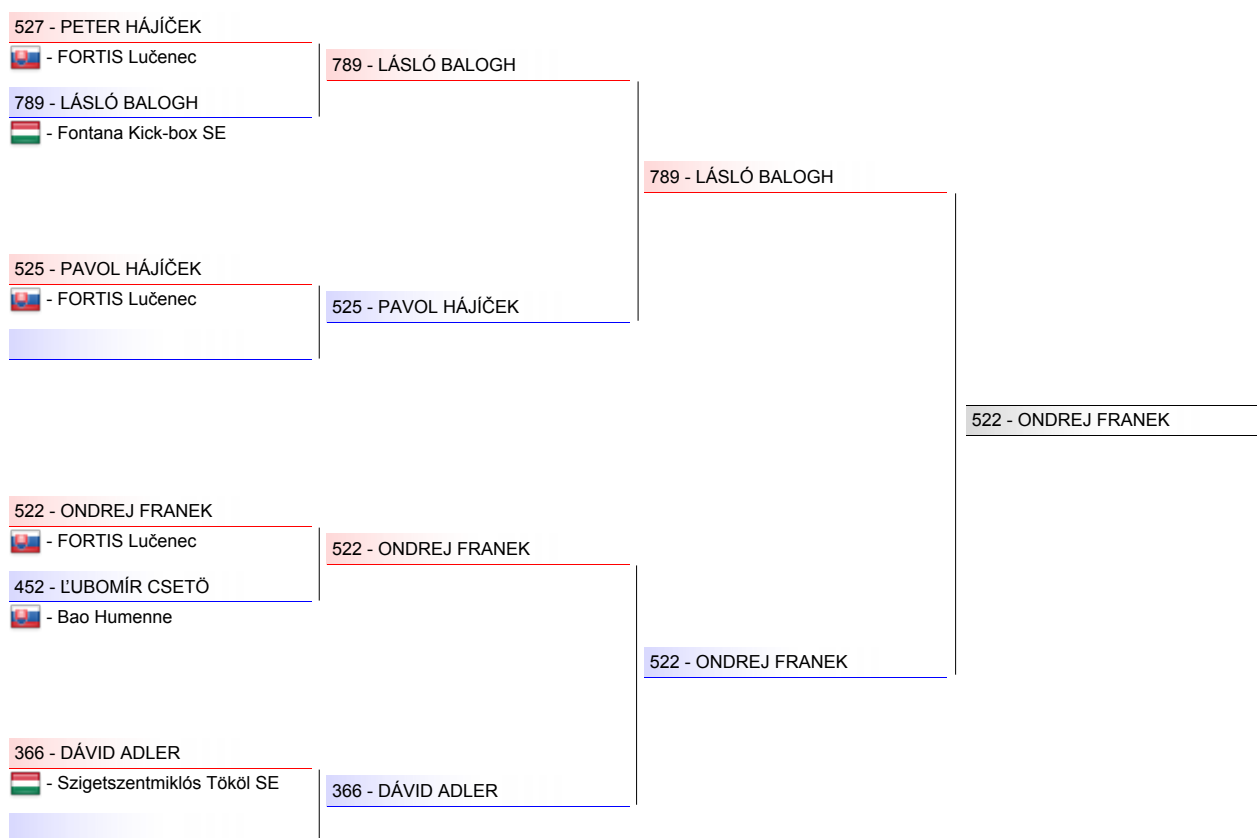 527 - PETER HÁJÍČEK
- FORTIS Lučenec
789 - LÁSLÓ BALOGH
- Fontana Kick-box SE
525 - PAVOL HÁJÍČEK
- FORTIS Lučenec
522 - ONDREJ FRANEK
- FORTIS Lučenec
452 - ĽUBOMÍR CSETÖ
- Bao Humenne
366 - DÁVID ADLER
- Szigetszentmiklós Tököl SE
789 - LÁSLÓ BALOGH
525 - PAVOL HÁJÍČEK
522 - ONDREJ FRANEK
366 - DÁVID ADLER
789 - LÁSLÓ BALOGH
522 - ONDREJ FRANEK
522 - ONDREJ FRANEK